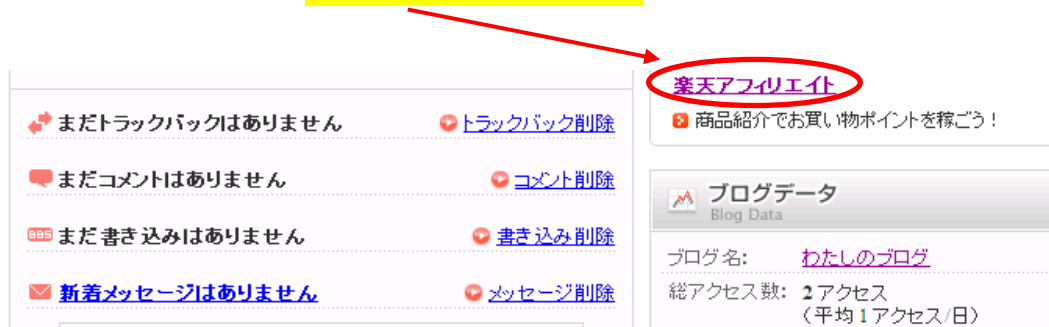 まだトラックバックはありません
トラックバック削除
まだコメントはありません
コメント削除
BBS まだ書き込みはありません
書き込み削除
新着メッセージはありません
メッセージ削除
楽天アフィリエイト
商品紹介でお買い物ポイントを稼ごう！
ブログデータ
Blog Data
ブログ名: わたしのブログ
総アクセス数: 2アクセス
（平均1アクセス/日）